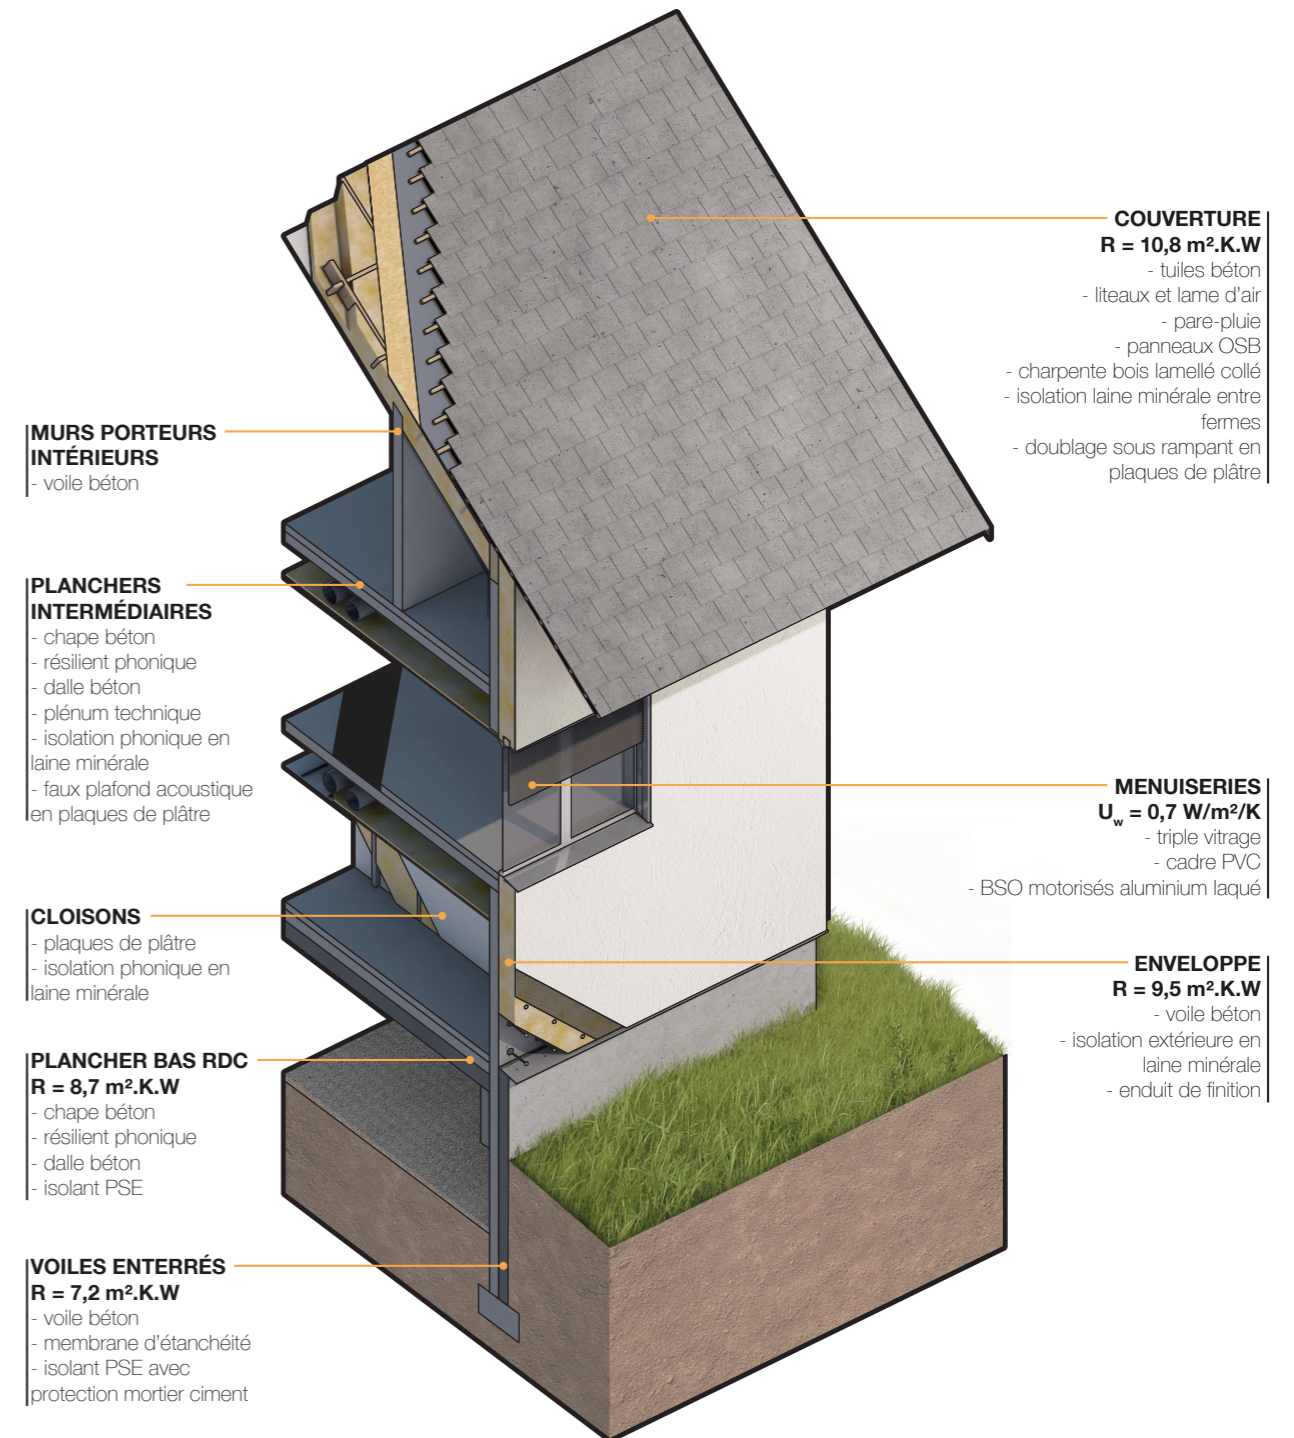 COUVERTURE
R = 10,8 m².K.W
- tuiles béton
- liteaux et lame d'air
- pare-pluie
- panneaux OSB
- charpente bois lamellé collé
- isolation laine minérale entre
fermes
- doublage sous rampant en
plaques de plâtre
MURS PORTEURS
INTÉRIEURS
- voile béton
PLANCHERS
INTERMÉDIAIRES
- chape béton
- résilient phonique
- dalle béton
- plénum technique
- isolation phonique en
laine minérale
- faux plafond acoustique
en plaques de plâtre
MENUISERIES
Uw = 0,7 W/m²/K
- triple vitrage
- cadre PVC
- BSO motorisés aluminium laqué
CLOISONS
- plaques de plâtre
- isolation phonique en
laine minérale
ENVELOPPE
R = 9,5 m².K.W
- voile béton
- isolation extérieure en
laine minérale
- enduit de finition
PLANCHER BAS RDC
R = 8,7 m².K.W
- chape béton
- résilient phonique
- dalle béton
- isolant PSE
VOILES ENTERRÉS
R = 7,2 m².K.W
- voile béton
- membrane d'étanchéité
- isolant PSE avec
protection mortier ciment